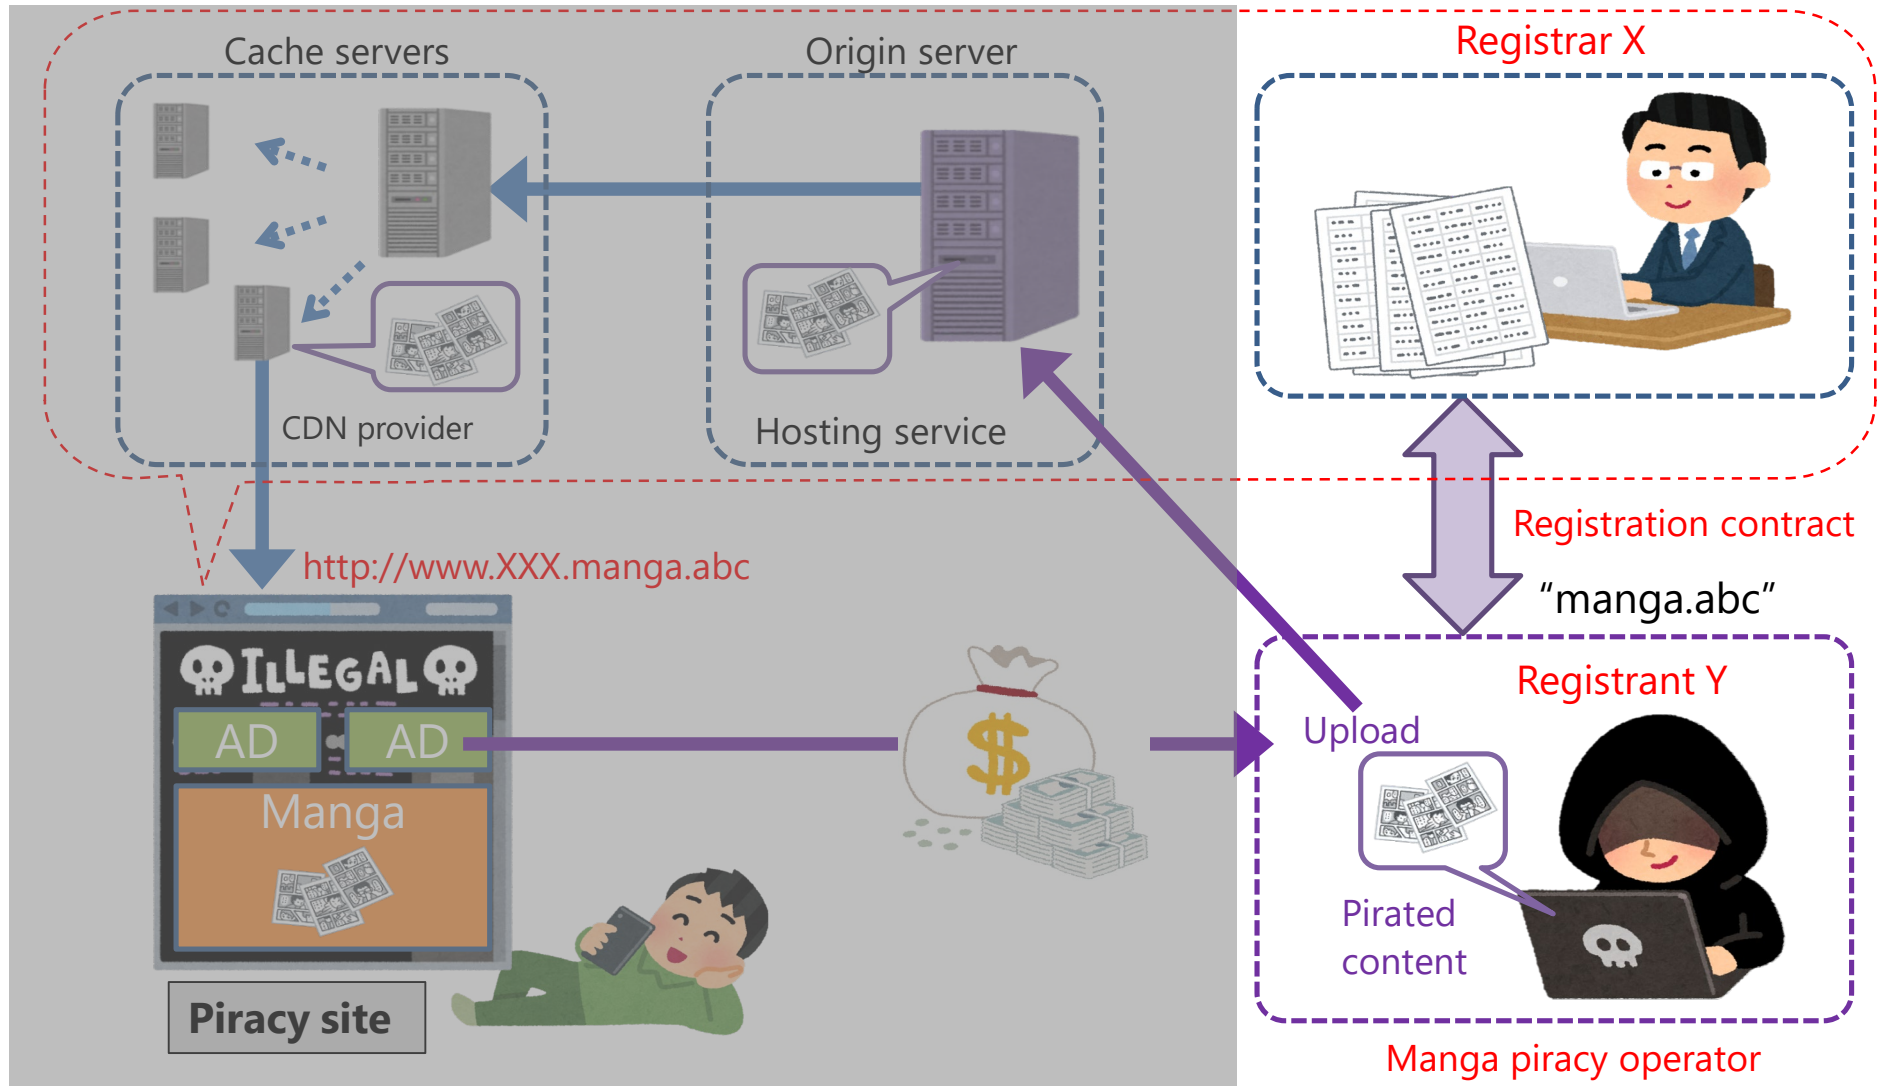 Cache servers
Origin server
Registrar X
CDN provider
Hosting service
Registration contract
http://www.XXX.manga.abc
“manga.abc”
ILLEGAL
Registrant Y
AD
AD
Upload
$
Manga
Pirated
content
Piracy site
Manga piracy operator